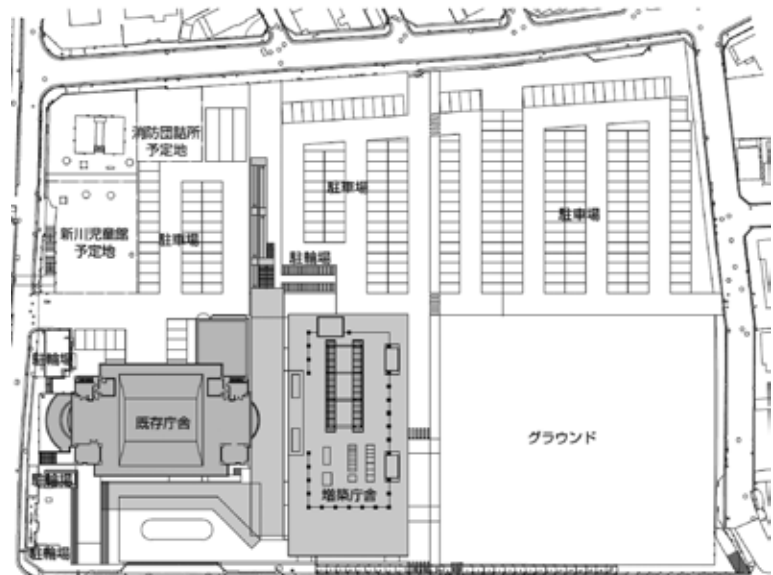 消防団詰所
予定地
駐車場
新川児童館
予定地
駐車場
駐車場
駐輪場
駐輪場
既存庁舎
グラウンド
駐輪場
増築庁舎
駐輪場